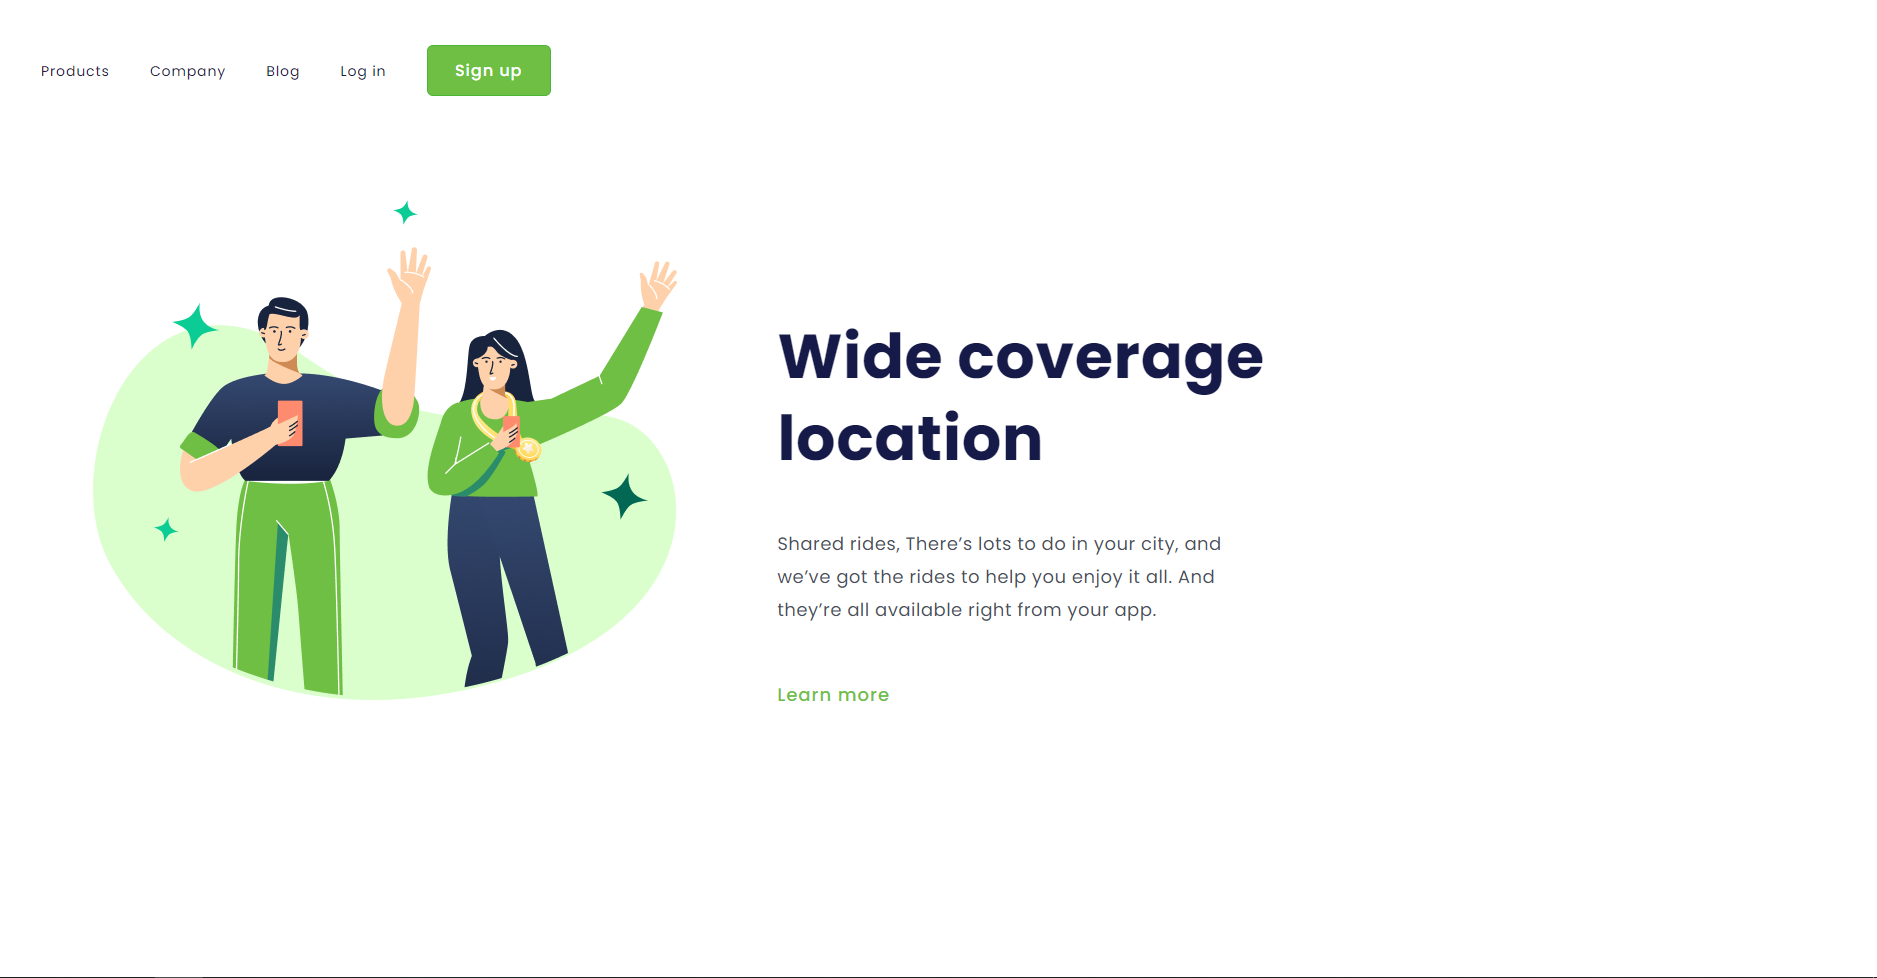 Products Company Blog Log in Sign up
Wide coverage
location
Shared rides, There’s lots to do in your city, and
we’ve got the rides to help you enjoy it all. And
they’re all available right from your app.
Learn more